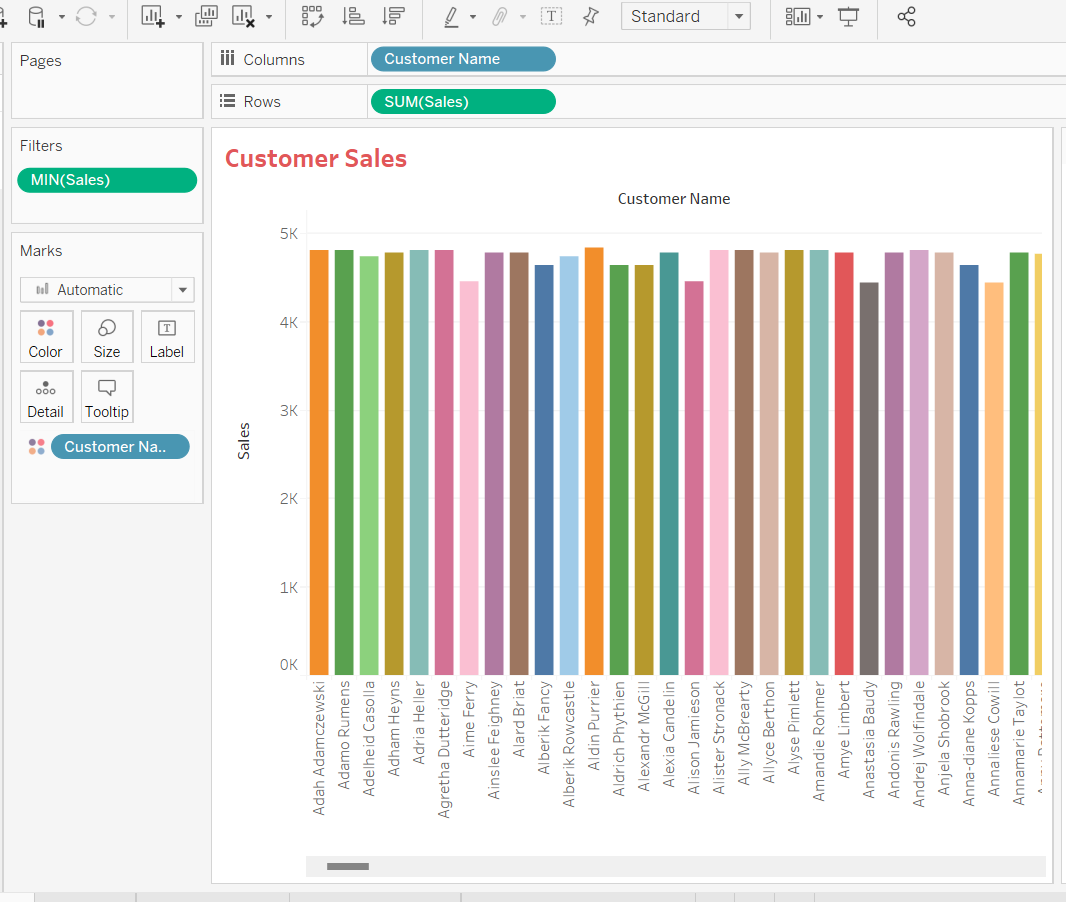 Standard
Pages
Columns
Customer Name
Rows
SUM(Sales)
Filters
MIN(Sales)
Marks
Automatic
Color
Size
T
Label
Detail
Tooltip
Customer Na..
Customer Sales
Customer Name
Sales
5K
4K
3K
2K
1K
0K
Adah Adamczewski
Adamo Rumens
Adelheid Casolla
Adham Heyns
Adria Heller
Agretha Dutteridge
Aime Ferry
Ainslee Feighney
Alard Briat
Alberik Fancy
Alberik Rowcastle
Aldin Purrier
Aldrich Phythien
Alexandr McGill
Alexia Candelin
Alison Jamieson
Alister Stronack
Ally McBrearty
Allyce Berthon
Alyse Pimlett
Amandie Rohmer
Amye Limbert
Anastasia Baudy
Andonis Rawling
Andrej Wolfindale
Anjela Shobrook
Anna-diane Kopps
Annaliese Cowill
Annamarie Taylot